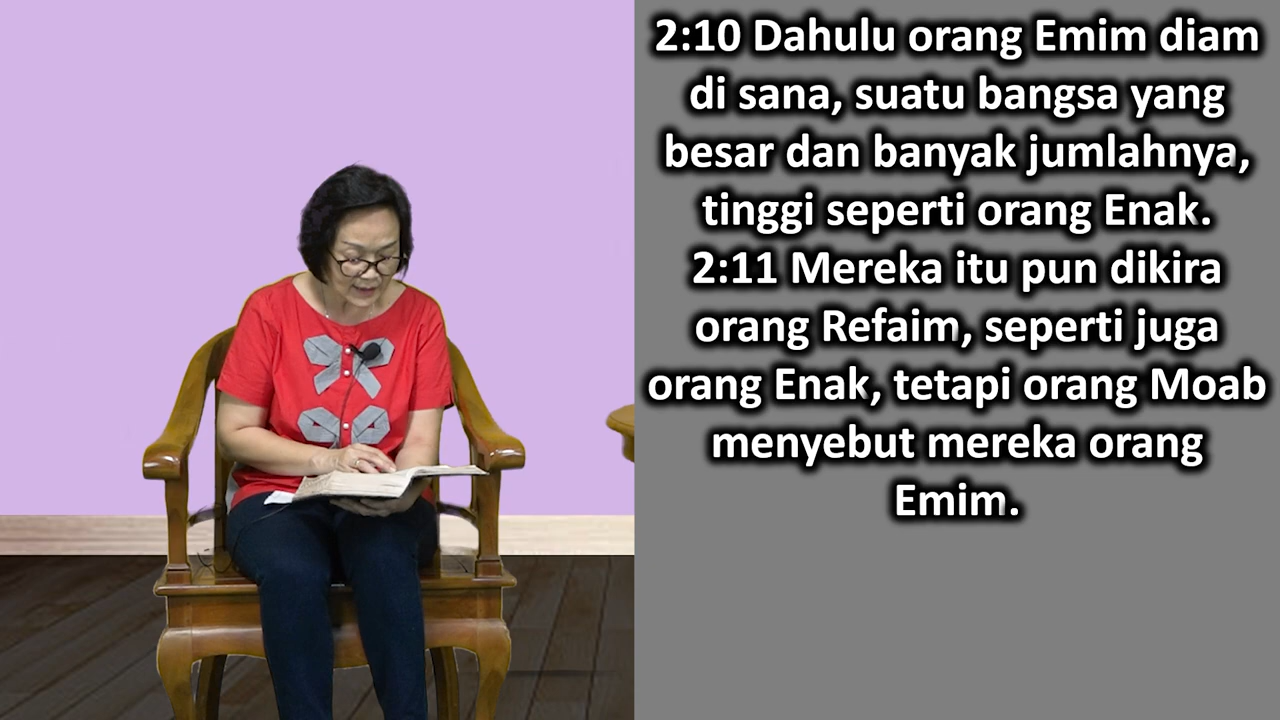 2:10 Dahulu orang Emim diam
di sana, suatu bangsa yang
besar dan banyak jumlahnya,
tinggi seperti orang Enak.
2:11 Mereka itu pun dikira
orang Refaim, seperti juga
orang Enak, tetapi orang Moab
menyebut mereka orang
Emim.